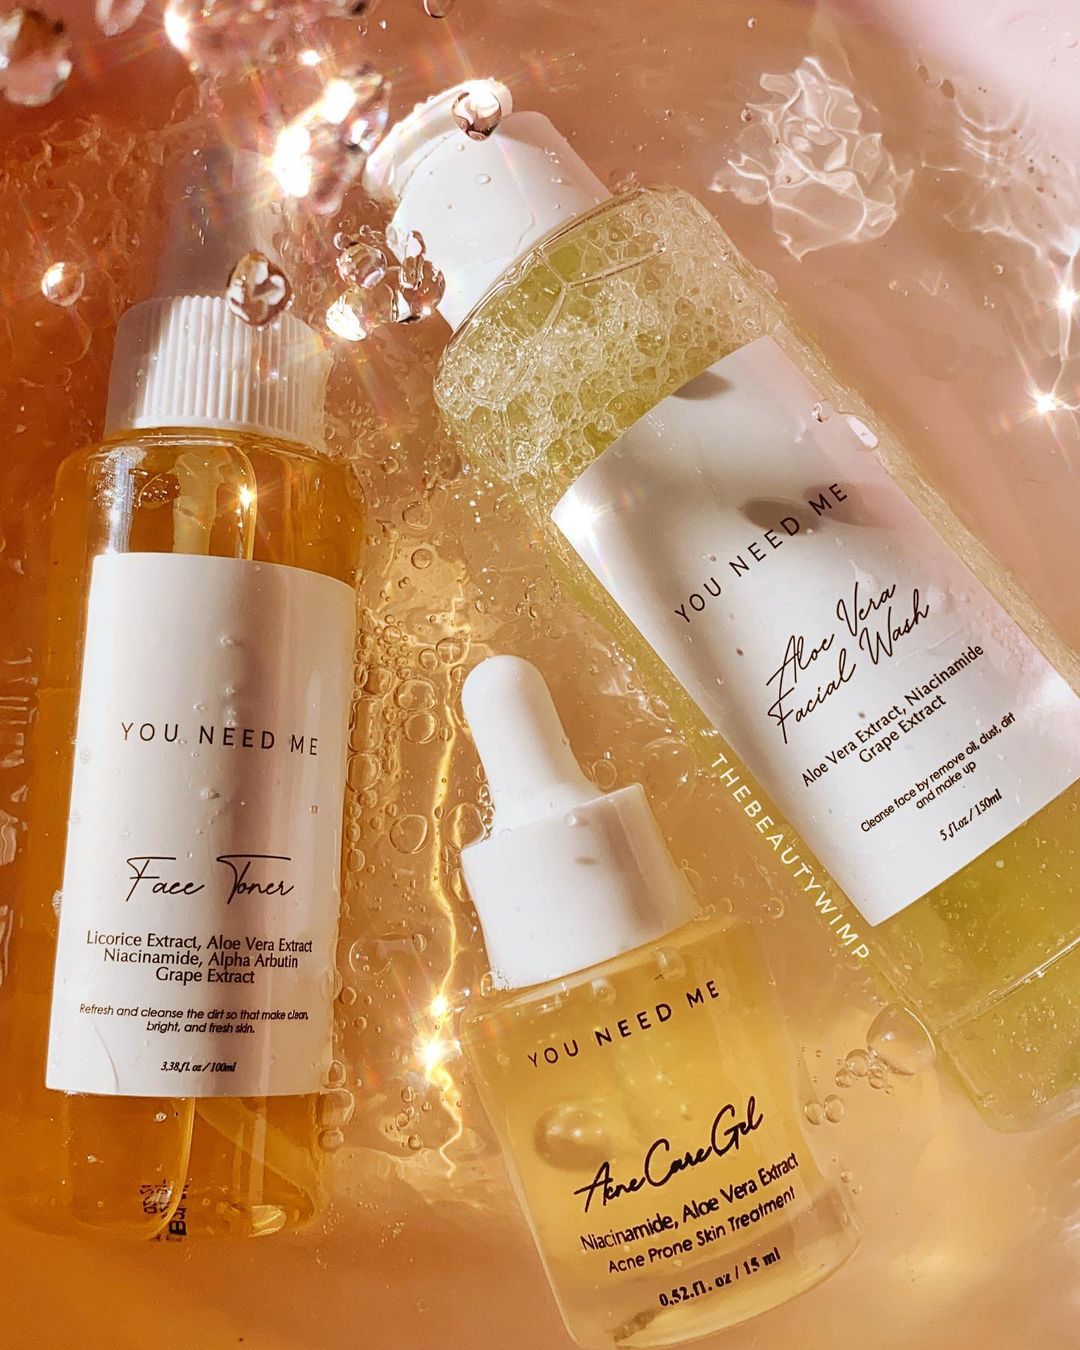 YOU NEED ME
Face Toner
Licorice Extract, Aloe Vera Extract
Niacinamide, Alpha Arbutin
Grape Extract
Refresh and cleanse the dirt so that make clean,
bright, and fresh skin.
3,38.fl. oz / 100ml
YOU NEED ME
Aloe Vera
Facial Wash
Aloe Vera Extract, Niacinamide
Grape Extract
Cleanse face by remove oil, dust, dirt
and make up
5 fl.oz / 150ml
THEBEAUTYWIMP
YOU NEED ME
Acne Care Gel
Niacinamide, Aloe Vera Extract
Acne Prone Skin Treatment
0,52.fl. oz / 15 ml